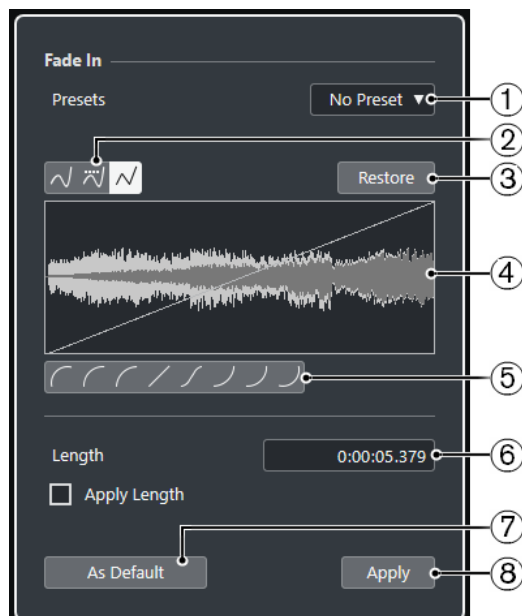 Fade In
Presets
No Preset ▼
1
2
Restore
3
4
5
Length
0:00:05.379
6
Apply Length
7
As Default
Apply
8